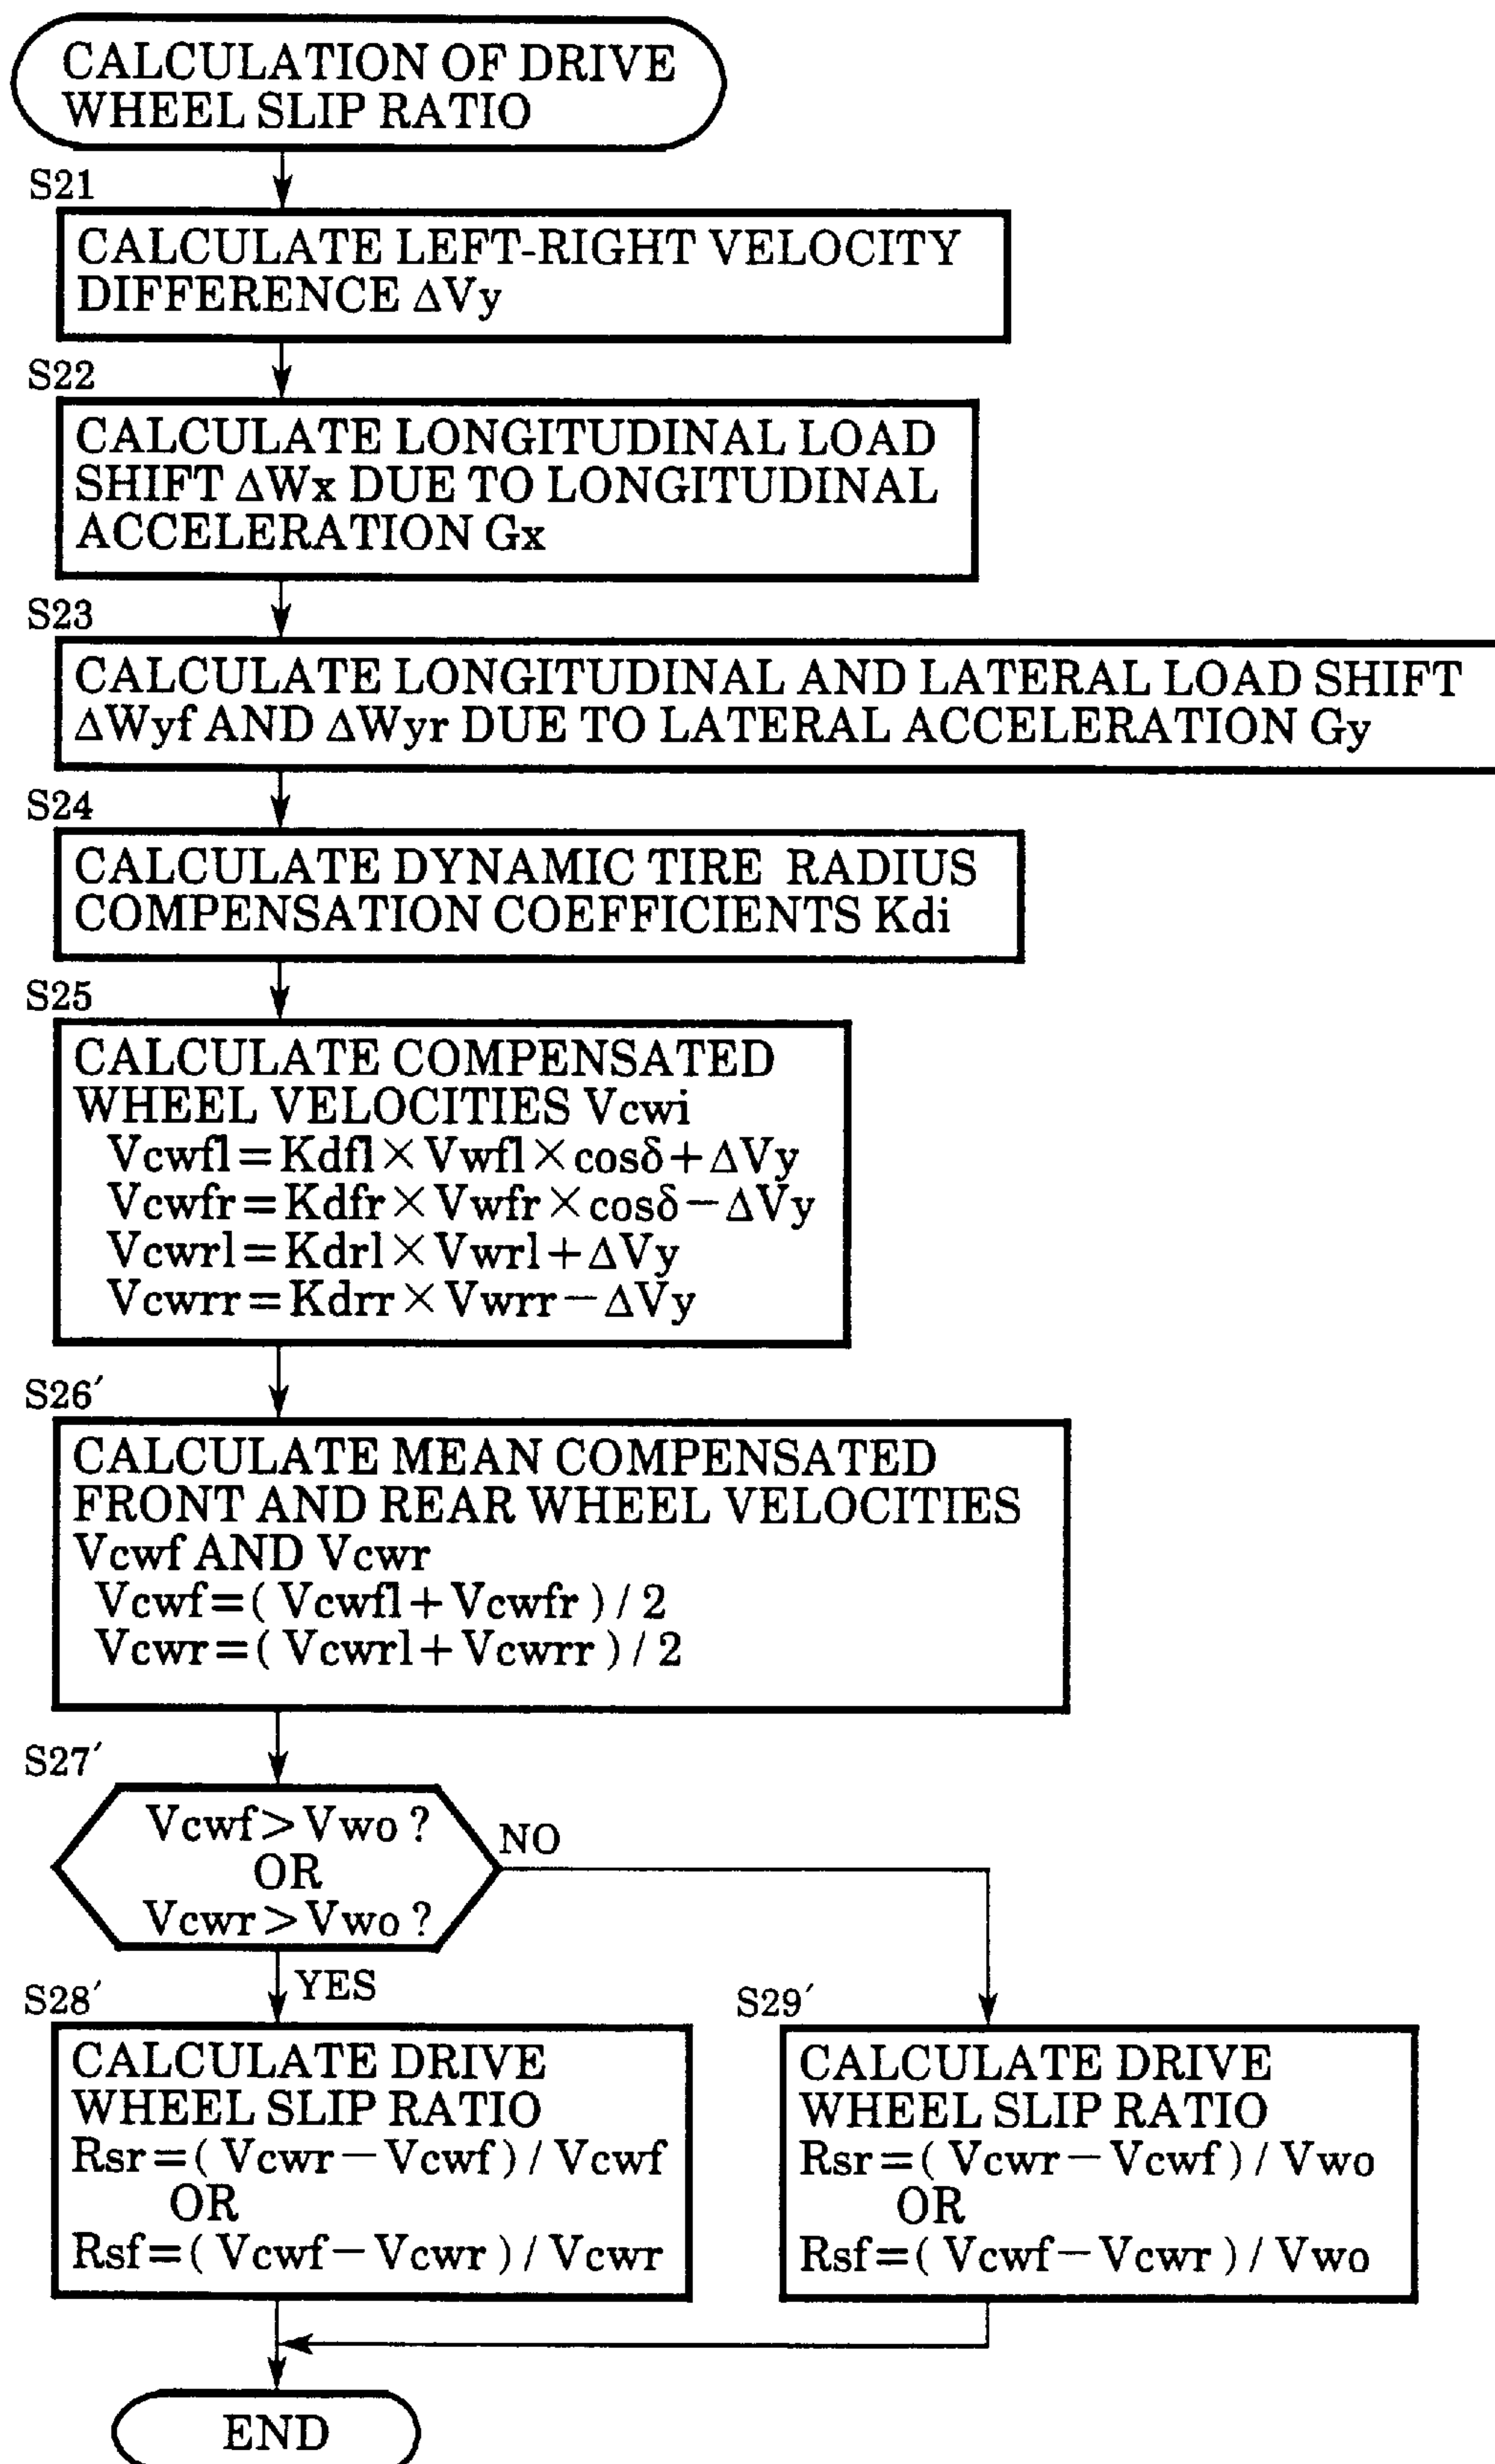 CALCULATION OF DRIVE
WHEEL SLIP RATIO
S21
CALCULATE LEFT-RIGHT VELOCITY
DIFFERENCE ΔVy
S22
CALCULATE LONGITUDINAL LOAD
SHIFT ΔWx DUE TO LONGITUDINAL
ACCELERATION Gx
S23
CALCULATE LONGITUDINAL AND LATERAL LOAD SHIFT
ΔWyf AND ΔWyr DUE TO LATERAL ACCELERATION Gy
S24
CALCULATE DYNAMIC TIRE RADIUS
COMPENSATION COEFFICIENTS Kdi
S25
CALCULATE COMPENSATED
WHEEL VELOCITIES Vcwi
Vcwfl=Kdfl×Vwfl×cosδ+ΔVy
Vcwfr=Kdfr×Vwfr×cosδ−ΔVy
Vcwrl=Kdrl×Vwrl+ΔVy
Vcwrr=Kdrr×Vwrr−ΔVy
S26′
CALCULATE MEAN COMPENSATED
FRONT AND REAR WHEEL VELOCITIES
Vcwf AND Vcwr
Vcwf=(Vcwfl+Vcwfr)/2
Vcwr=(Vcwrl+Vcwrr)/2
S27′
Vcwf>Vwo?
OR
Vcwr>Vwo?
NO
YES
S28′
CALCULATE DRIVE
WHEEL SLIP RATIO
Rsr=(Vcwr−Vcwf)/Vcwf
OR
Rsf=(Vcwf−Vcwr)/Vcwr
S29′
CALCULATE DRIVE
WHEEL SLIP RATIO
Rsr=(Vcwr−Vcwf)/Vwo
OR
Rsf=(Vcwf−Vcwr)/Vwo
END